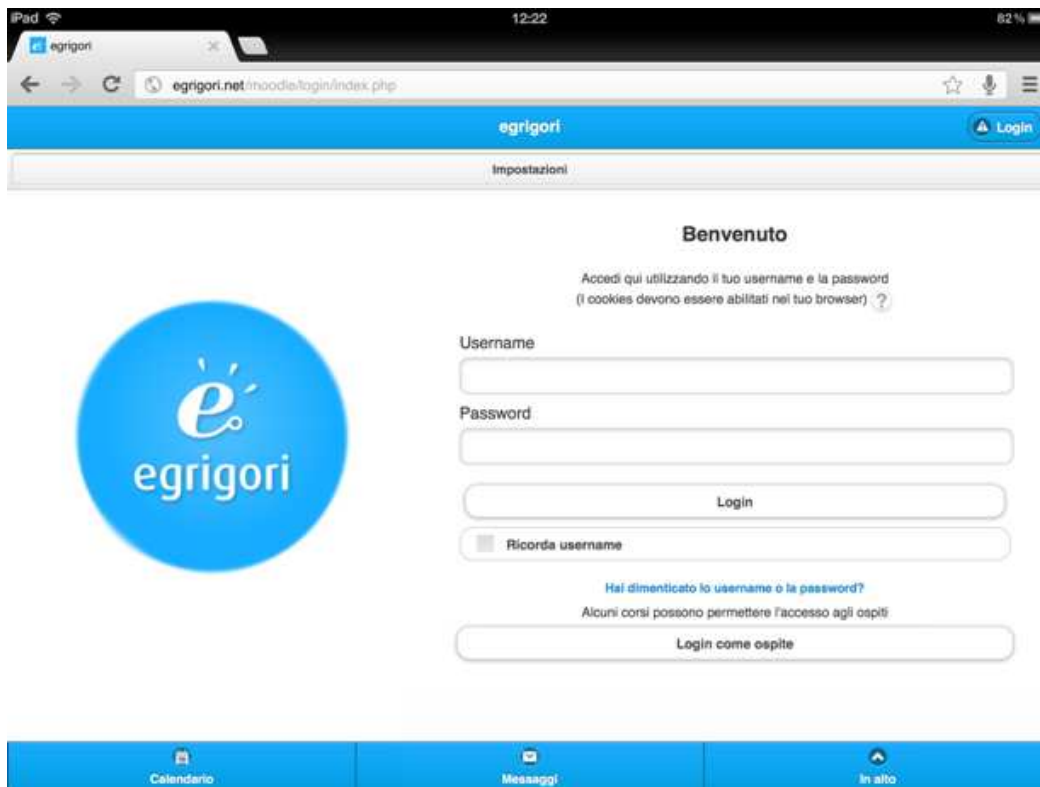 iPad 12:22 82%
egrigori
egrigori.net/moodle/login/index.php
egrigori Login
Impostazioni
Benvenuto
Accedi qui utilizzando il tuo username e la password
(I cookies devono essere abilitati nel tuo browser) ?
Username
e
Password
egrigori
Login
Ricorda username
Hai dimenticato lo username o la password?
Alcuni corsi possono permettere l'accesso agli ospiti
Login come ospite
Calendario Messaggi In alto